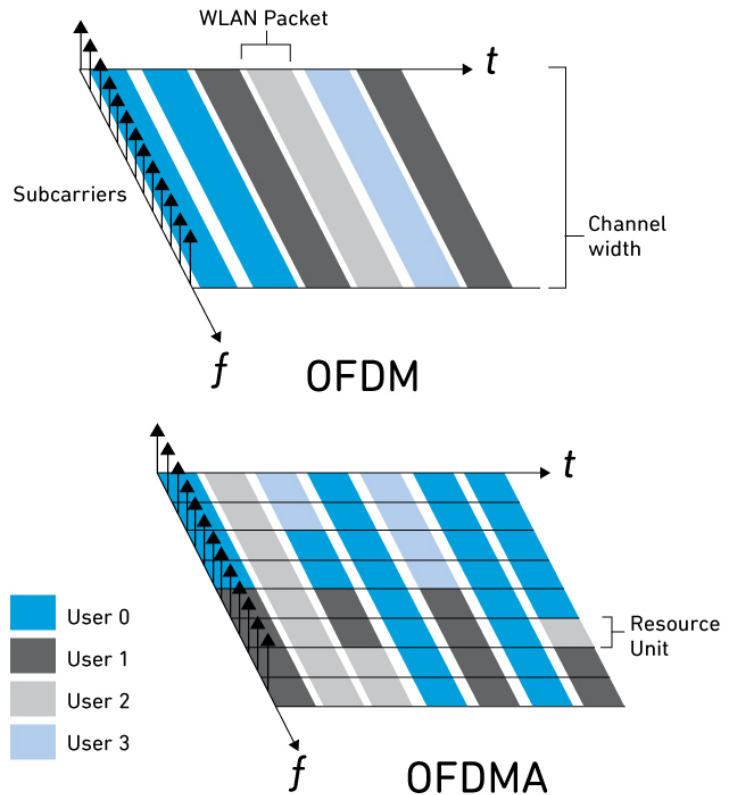 WLAN Packet
t
Subcarriers
Channel
width
f
OFDM
t
User 0
User 1
User 2
User 3
Resource
Unit
f
OFDMA